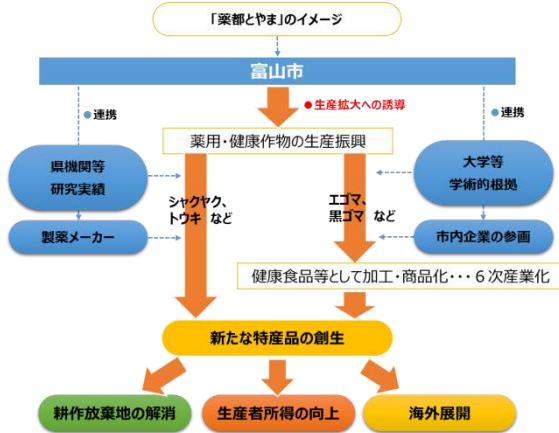 「薬都とやま」のイメージ
富山市
●生産拡大への誘導
●連携
●連携
薬用・健康作物の生産振興
県機関等
研究実績
大学等
学術的根拠
シャクヤク、
トウキ など
エゴマ、
黒ゴマ など
製薬メーカー
市内企業の参画
健康食品等として加工・商品化・・・６次産業化
新たな特産品の創生
耕作放棄地の解消
生産者所得の向上
海外展開